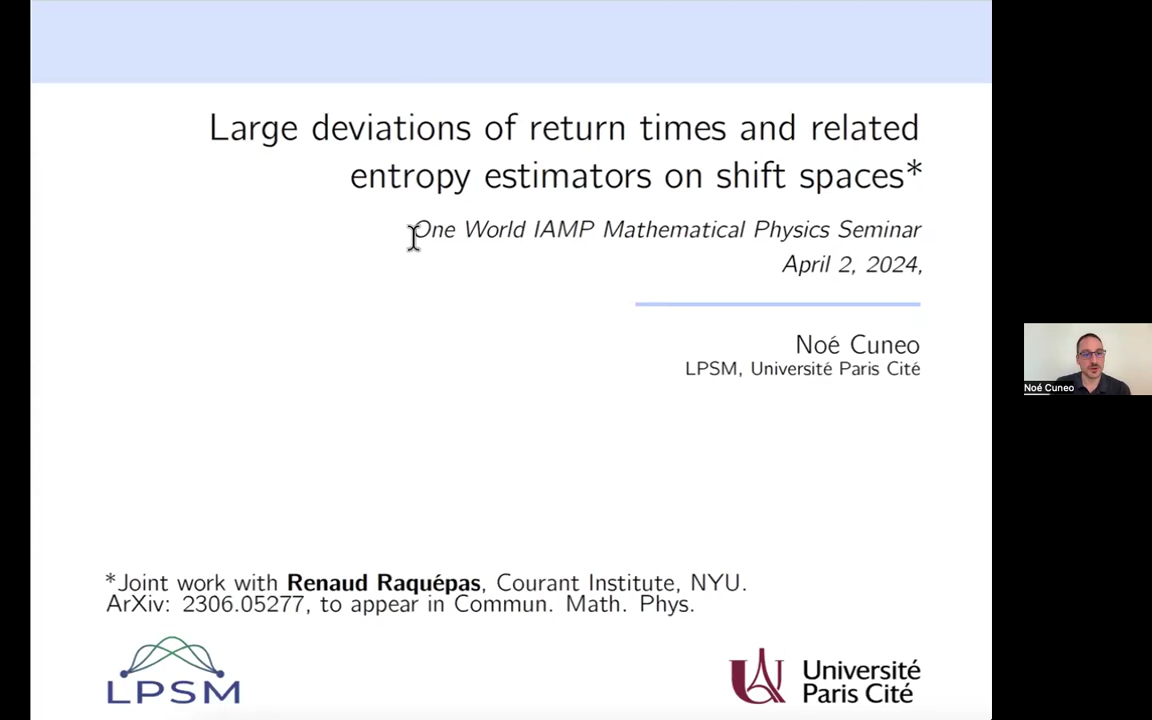 Large deviations of return times and related
entropy estimators on shift spaces*
One World IAMP Mathematical Physics Seminar
April 2, 2024,
Noé Cuneo
LPSM, Université Paris Cité
Noé Cuneo
*Joint work with Renaud Raquépas, Courant Institute, NYU.
ArXiv: 2306.05277, to appear in Commun. Math. Phys.
LPSM
Université
Paris Cité